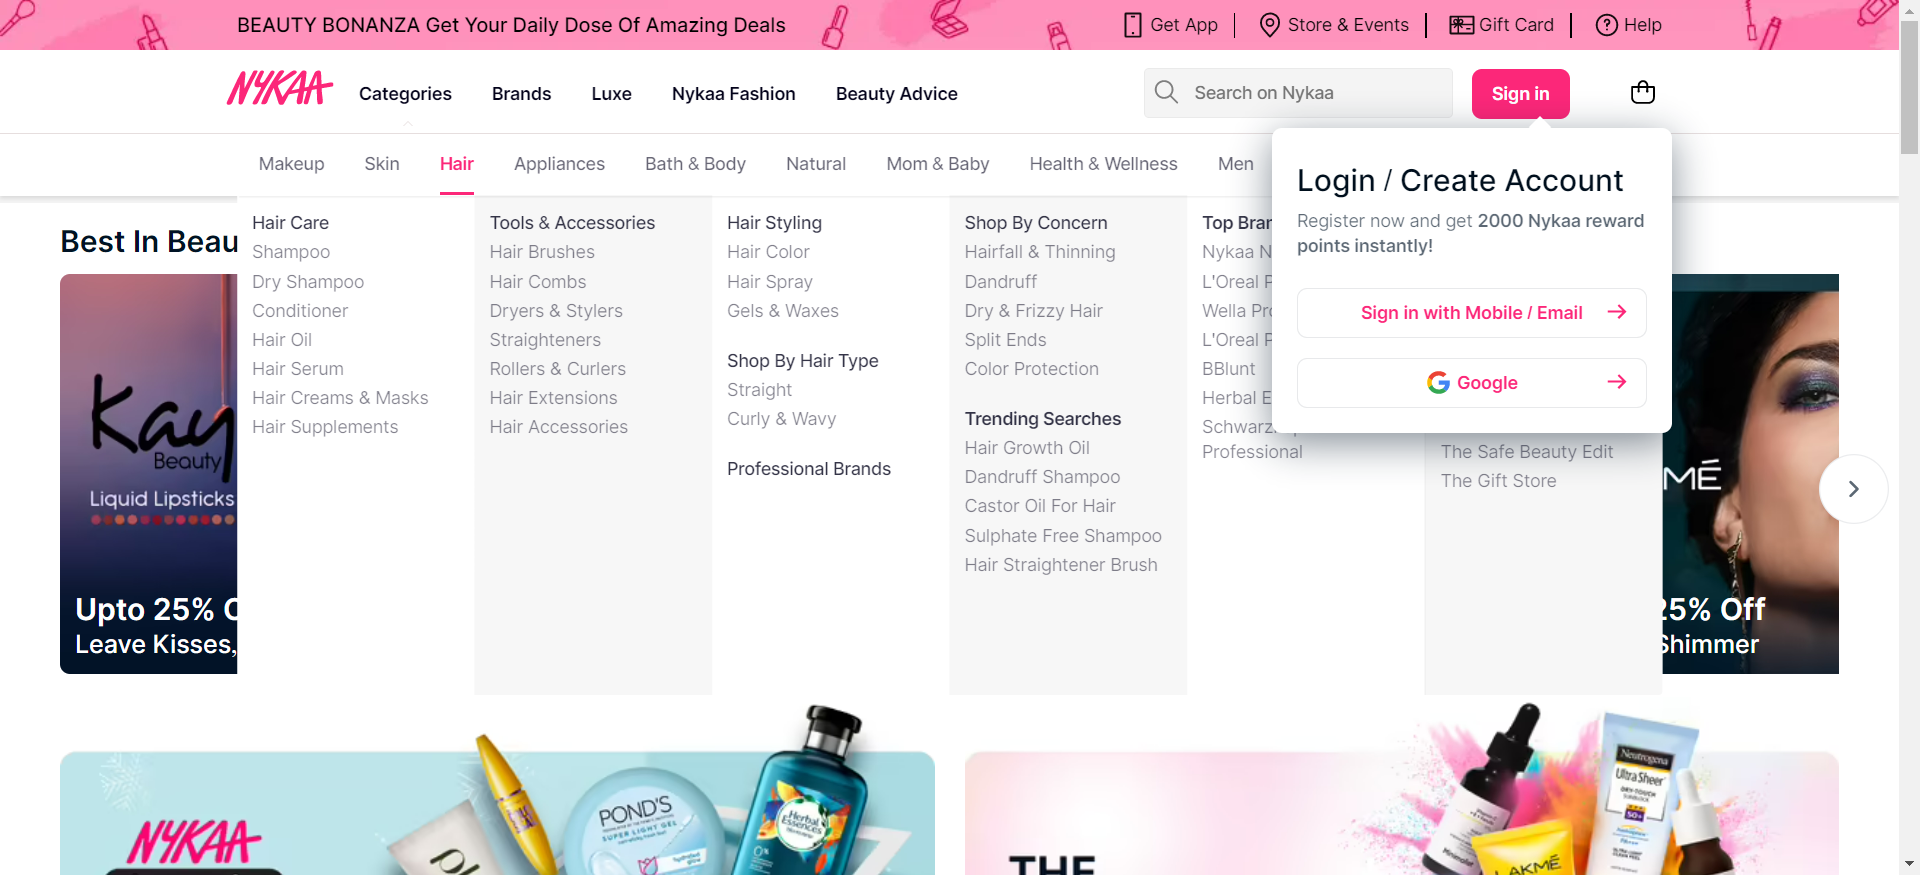 BEAUTY BONANZA Get Your Daily Dose Of Amazing Deals
Get App
Store & Events
Gift Card
Help
NYKAA
Categories
Brands
Luxe
Nykaa Fashion
Beauty Advice
Search on Nykaa
Sign in
Makeup
Skin
Hair
Appliances
Bath & Body
Natural
Mom & Baby
Health & Wellness
Men
Login / Create Account
Register now and get 2000 Nykaa reward
points instantly!
Sign in with Mobile / Email
Google
Best In Beau
Hair Care
Shampoo
Dry Shampoo
Conditioner
Hair Oil
Hair Serum
Hair Creams & Masks
Hair Supplements
Tools & Accessories
Hair Brushes
Hair Combs
Dryers & Stylers
Straighteners
Rollers & Curlers
Hair Extensions
Hair Accessories
Hair Styling
Hair Color
Hair Spray
Gels & Waxes
Shop By Hair Type
Straight
Curly & Wavy
Professional Brands
Shop By Concern
Hairfall & Thinning
Dandruff
Dry & Frizzy Hair
Split Ends
Color Protection
Trending Searches
Hair Growth Oil
Dandruff Shampoo
Castor Oil For Hair
Sulphate Free Shampoo
Hair Straightener Brush
Top Bran
Nykaa N
L'Oreal P
Wella Pro
L'Oreal P
BBlunt
Herbal E
Schwarz
Professional
The Safe Beauty Edit
The Gift Store
Kay
Beauty
Liquid Lipsticks
Upto 25%
Leave Kisses,
MÉ
25% Off
Shimmer
NYKAA
POND'S
SUPER LIGHT GEL
hydrated
glow
Herbal
Essences
THE
Minimalist
LAKMÉ
Neutrogena
Ultra Sheer
DRY-TOUCH
SUNBLOCK
50+